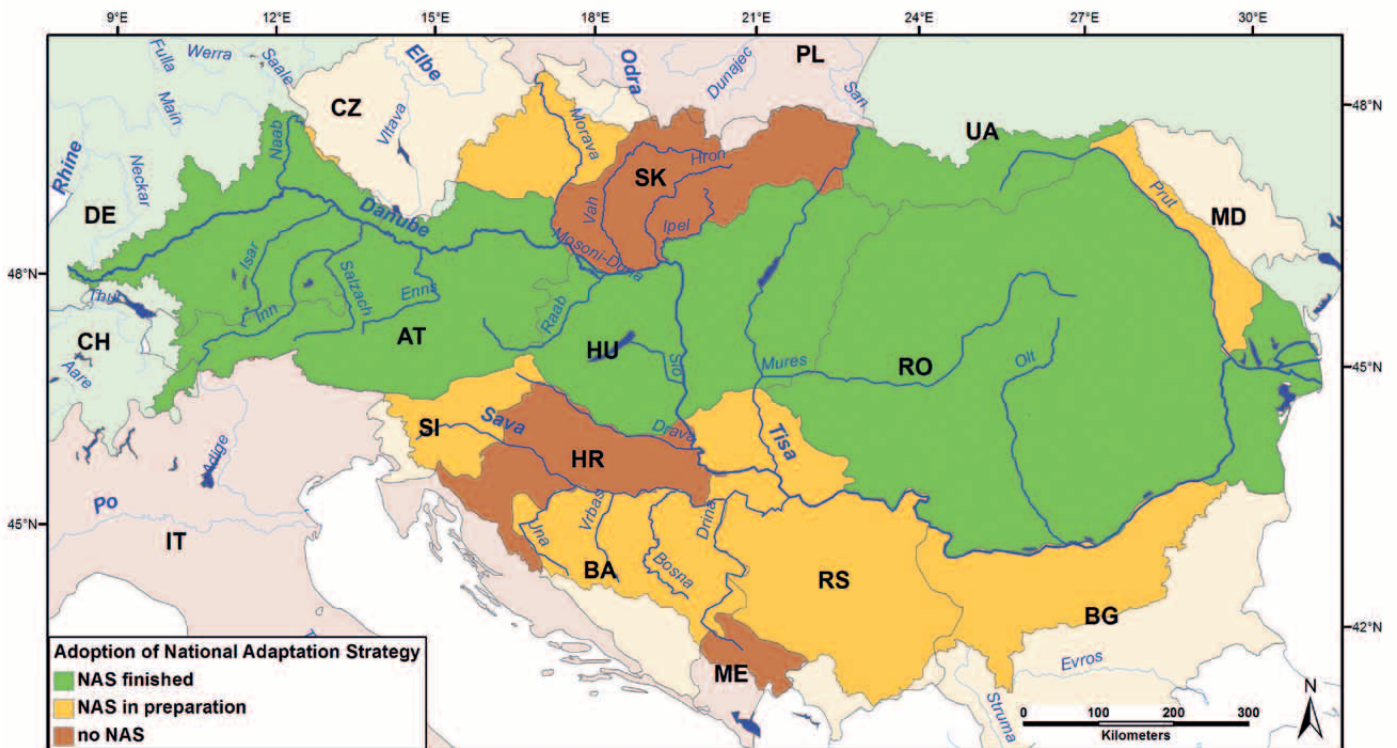 9°E
12°E
15°E
18°E
21°E
24°E
27°E
30°E
Fulla
Werra
Saale
Elbe
Odra
Dunajec
PL
San
48°N
Main
CZ
Vltava
Naab
Morava
UA
Rhine
Neckar
Hron
SK
Vah
Ipel
Prut
MD
DE
Danube
Mosoni-Duna
48°N
Isar
Salzach
Enns
Thur
Inn
Raab
CH
AT
HU
Sio
Mures
RO
Olt
45°N
Aare
SI
Sava
Drava
Tisa
Adige
HR
Po
45°N
IT
Una
Vrbas
Drina
BA
Bosna
RS
BG
42°N
ME
Evros
Struma
Adoption of National Adaptation Strategy
NAS finished
NAS in preparation
no NAS
N
0 100 200 300
Kilometers